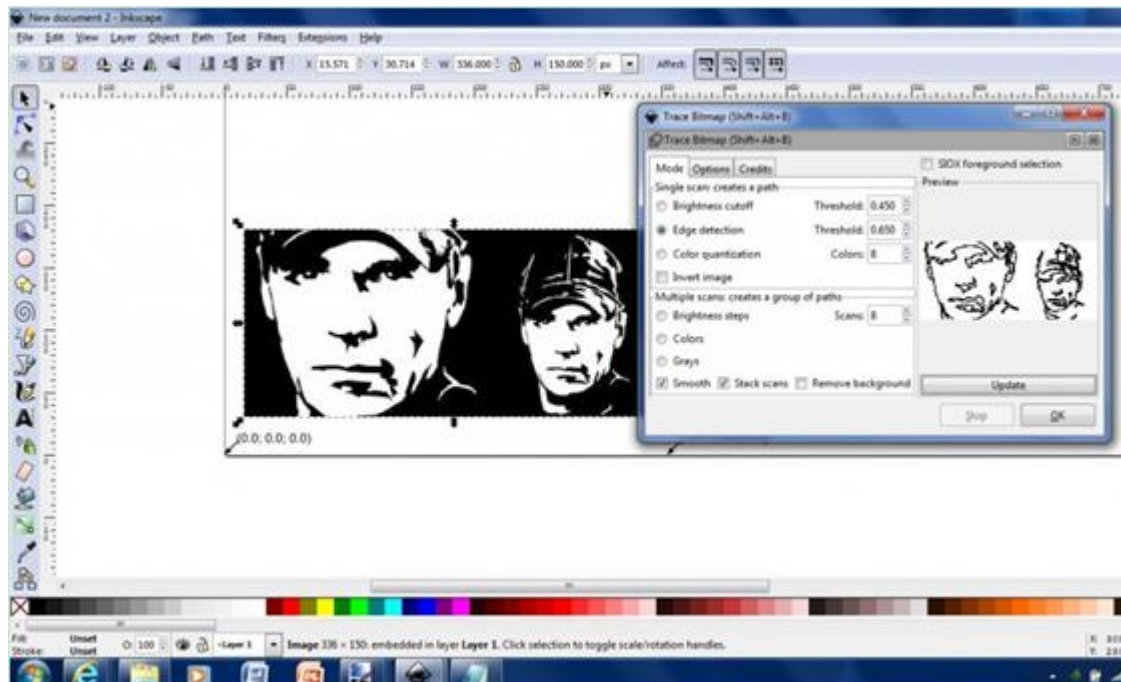 New document 2 - Inkscape
File Edit View Layer Object Path Text Filters Extensions Help
X 15.571 Y 30.714 W 336.000 H 150.000 px Affect:
Trace Bitmap (Shift+Alt+B)
Trace Bitmap (Shift+Alt+B)
Mode Options Credits
SIOX foreground selection
Single scan: creates a path
Preview
Brightness cutoff Threshold: 0.450
Edge detection Threshold: 0.650
Color quantization Colors: 8
Invert image
Multiple scans: creates a group of paths
Brightness steps Scans: 8
Colors
Grays
Smooth Stack scans Remove background
Update
Stop OK
(0.0; 0.0; 0.0)
A
Fill: Unset
Stroke: Unset
O: 100
Layer 1
Image 336 × 150: embedded in layer Layer 1. Click selection to toggle scale/rotation handles.
X:
Y: